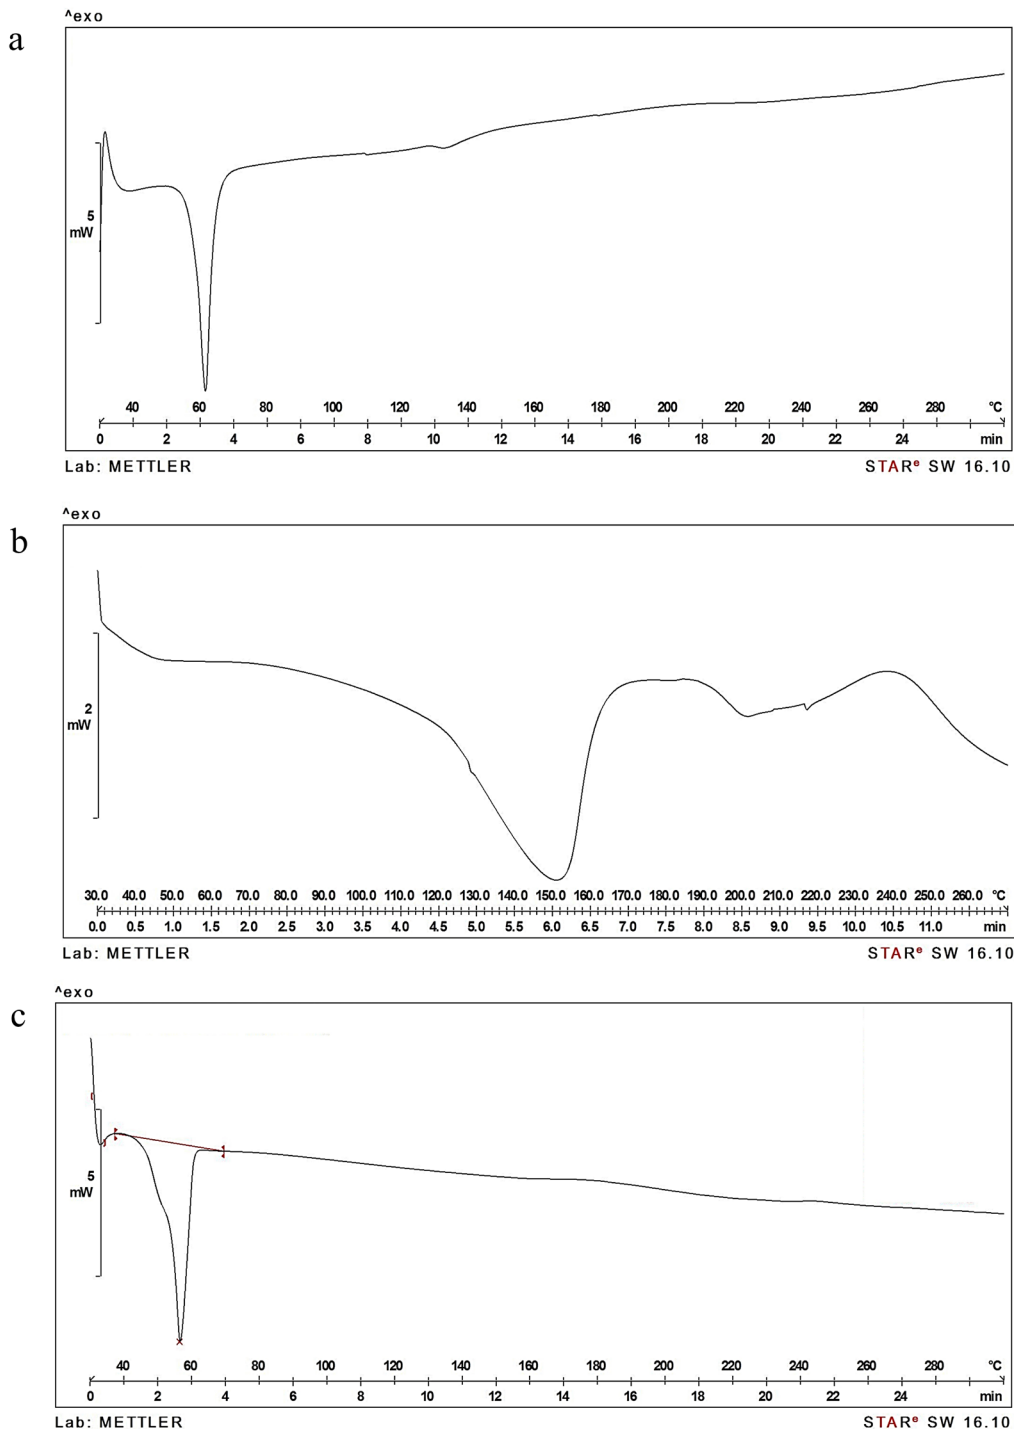 ^exo
a
5
mW
40 60 80 100 120 140 160 180 200 220 240 260 280 °C
0 2 4 6 8 10 12 14 16 18 20 22 24 min
Lab: METTLER STARe SW 16.10
^exo
b
2
mW
30.0 40.0 50.0 60.0 70.0 80.0 90.0 100.0 110.0 120.0 130.0 140.0 150.0 160.0 170.0 180.0 190.0 200.0 210.0 220.0 230.0 240.0 250.0 260.0 °C
0.0 0.5 1.0 1.5 2.0 2.5 3.0 3.5 4.0 4.5 5.0 5.5 6.0 6.5 7.0 7.5 8.0 8.5 9.0 9.5 10.0 10.5 11.0 min
Lab: METTLER STARe SW 16.10
^exo
c
5
mW
40 60 80 100 120 140 160 180 200 220 240 260 280 °C
0 2 4 6 8 10 12 14 16 18 20 22 24 min
Lab: METTLER STARe SW 16.10